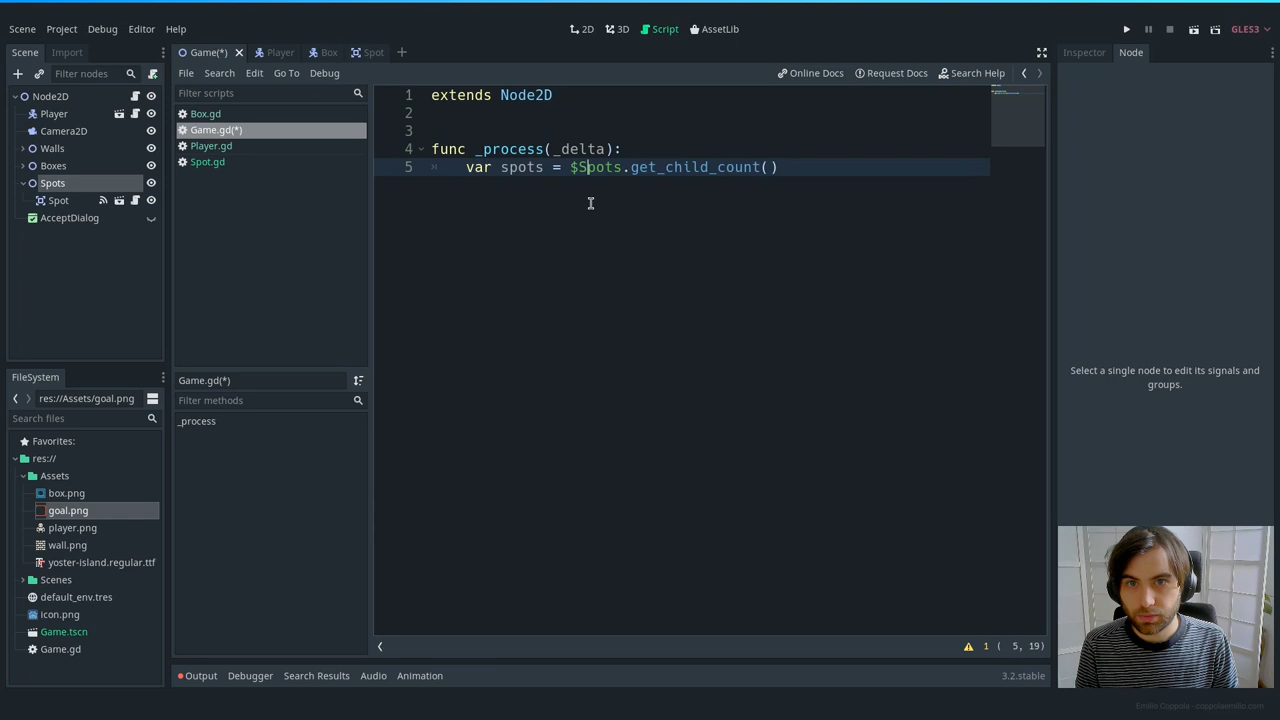 Scene Project Debug Editor Help
2D 3D Script AssetLib
GLES3
Scene Import
Game(*) Player Box Spot
Inspector Node
Filter nodes
File Search Edit Go To Debug
Online Docs Request Docs Search Help
Node2D
Player
Camera2D
Walls
Boxes
Spots
Spot
AcceptDialog
Filter scripts
Box.gd
Game.gd(*)
Player.gd
Spot.gd
Game.gd(*)
Filter methods
_process
1 extends Node2D
2
3
4 func _process(_delta):
5 var spots = $Spots.get_child_count()
Select a single node to edit its signals and
groups.
FileSystem
res://Assets/goal.png
Search files
Favorites:
res://
Assets
box.png
goal.png
player.png
wall.png
yoster-island.regular.ttf
Scenes
default_env.tres
icon.png
Game.tscn
Game.gd
1 ( 5, 19)
Output Debugger Search Results Audio Animation
3.2.stable
Emilio Coppola - coppolaemilio.com